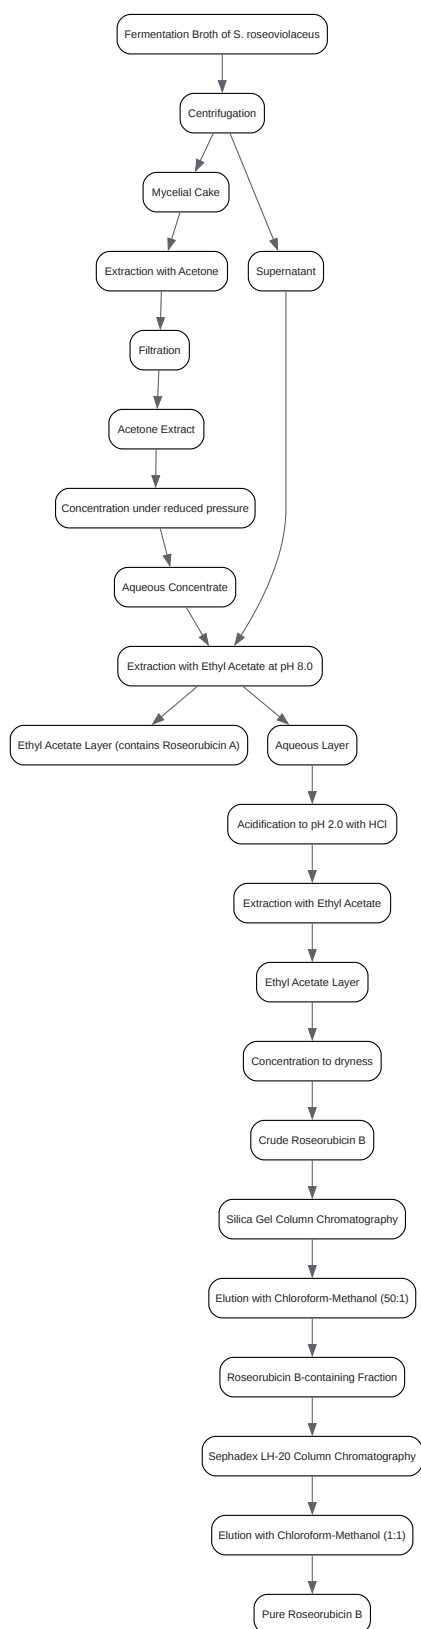 Fermentation Broth of S. roseoviolaceus
Centrifugation
Mycelial Cake
Extraction with Acetone
Supernatant
Filtration
Acetone Extract
Concentration under reduced pressure
Aqueous Concentrate
Extraction with Ethyl Acetate at pH 8.0
Ethyl Acetate Layer (contains Roseorubicin A)
Aqueous Layer
Acidification to pH 2.0 with HCl
Extraction with Ethyl Acetate
Ethyl Acetate Layer
Concentration to dryness
Crude Roseorubicin B
Silica Gel Column Chromatography
Elution with Chloroform-Methanol (50:1)
Roseorubicin B-containing Fraction
Sephadex LH-20 Column Chromatography
Elution with Chloroform-Methanol (1:1)
Pure Roseorubicin B